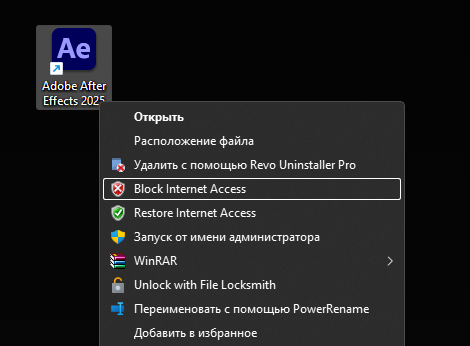 Ae
Adobe After
Effects 2025
Открыть
Расположение файла
Удалить с помощью Revo Uninstaller Pro
Block Internet Access
Restore Internet Access
Запуск от имени администратора
WinRAR
Unlock with File Locksmith
Переименовать с помощью PowerRename
Добавить в избранное